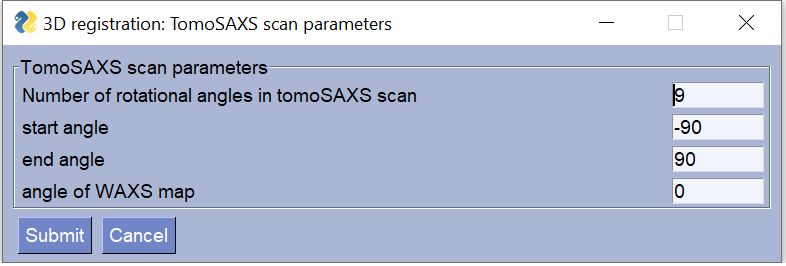 3D registration: TomoSAXS scan parameters
TomoSAXS scan parameters
Number of rotational angles in tomoSAXS scan 9
start angle -90
end angle 90
angle of WAXS map 0
Submit Cancel